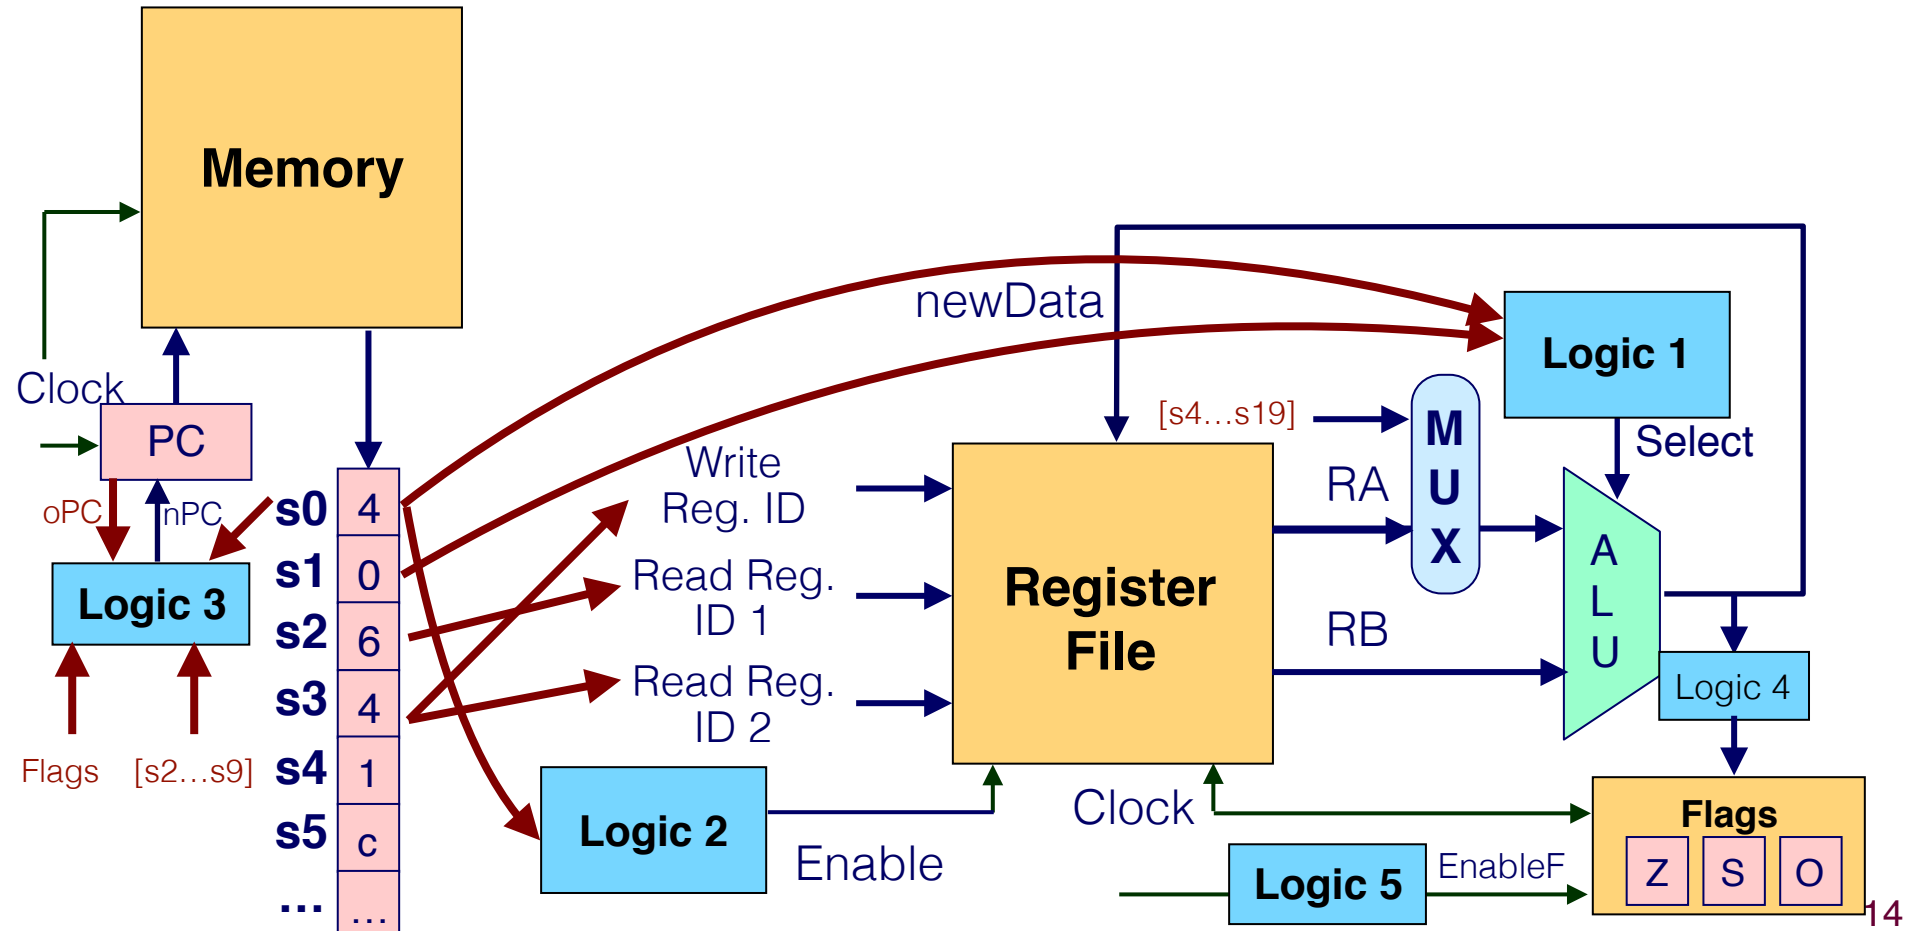 Memory
Clock
PC
oPC
nPC
Logic 3
Flags
[s2...s9]
s0
4
s1
0
s2
6
s3
4
s4
1
s5
c
...
...
Write
Reg. ID
Read Reg.
ID 1
Read Reg.
ID 2
Logic 2
Enable
newData
Register
File
Clock
[s4...s19]
RA
RB
M
U
X
Logic 1
Select
A
L
U
Logic 4
Flags
Z
S
O
Logic 5
EnableF
14